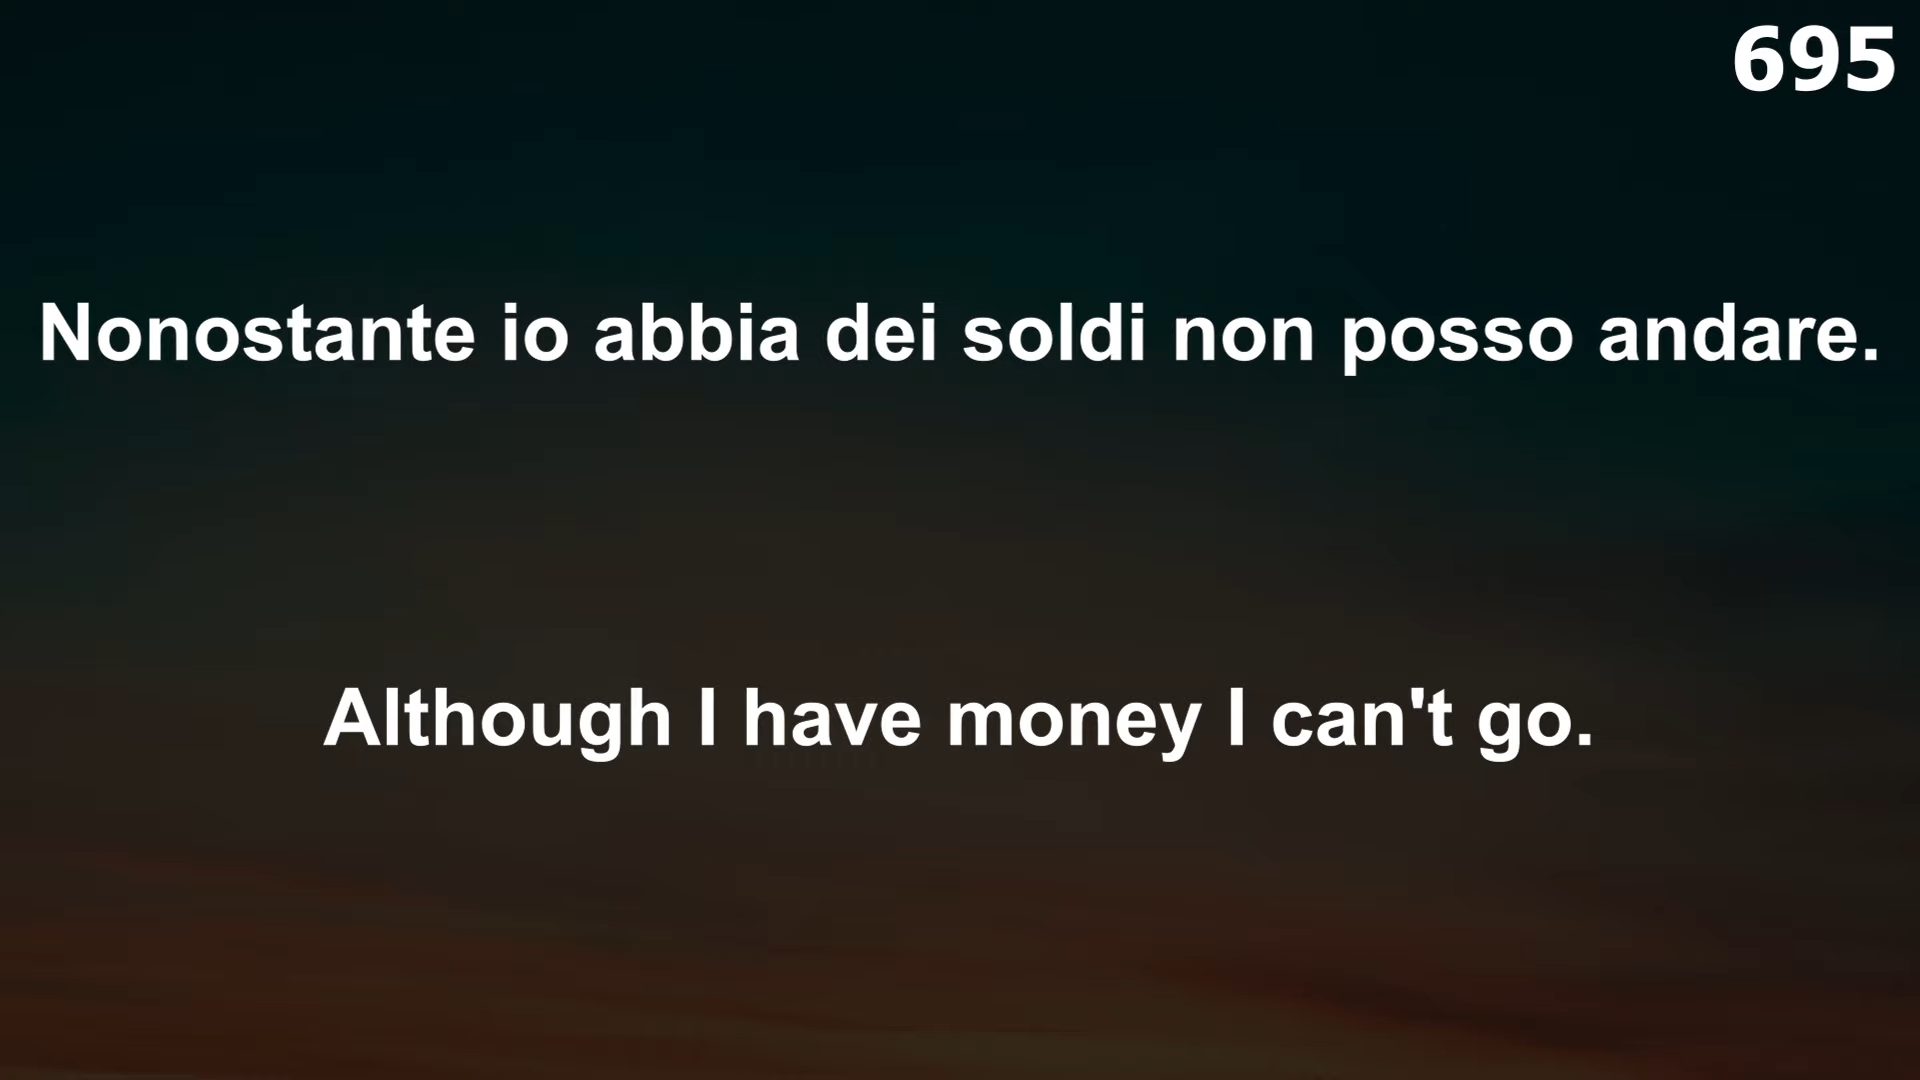 695
Nonostante io abbia dei soldi non posso andare.
Although I have money I can't go.